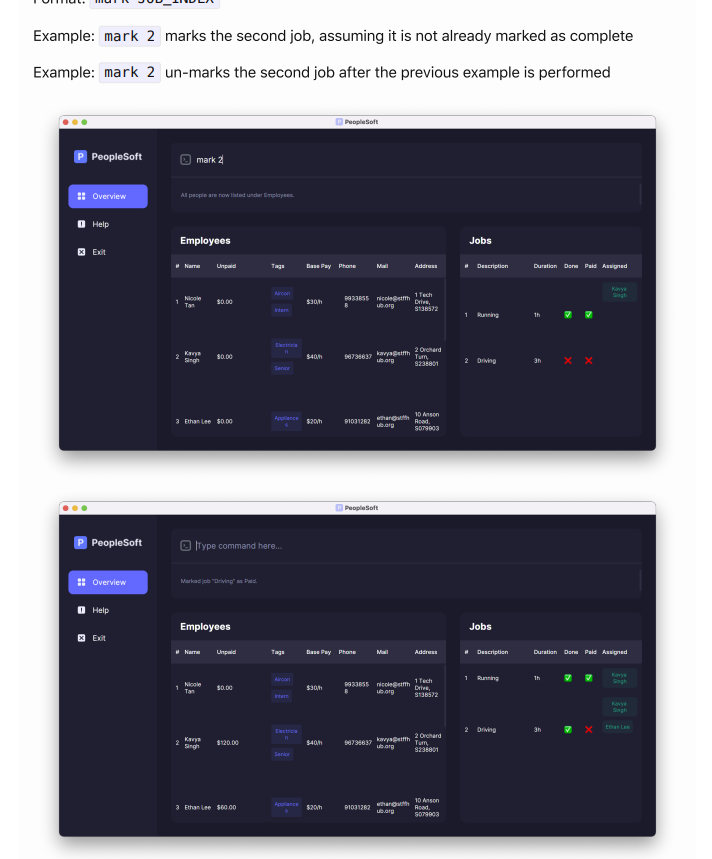 Format: mark JOB_INDEX
Example: mark 2 marks the second job, assuming it is not already marked as complete
Example: mark 2 un-marks the second job after the previous example is performed
PeopleSoft
P PeopleSoft
mark 2
Overview
All people are now listed under Employees.
Help
Exit
Employees
# Name Unpaid Tags Base Pay Phone Mail Address
1 Nicole Tan $0.00 Aircon Intern $30/h 99338558 nicole@stffhub.org 1 Tech Drive, S138572
2 Kavya Singh $0.00 Electrician Senior $40/h 96736637 kavya@stffhub.org 2 Orchard Turn, S238801
3 Ethan Lee $0.00 Appliances $20/h 91031282 ethan@stffhub.org 10 Anson Road, S079903
Jobs
# Description Duration Done Paid Assigned
1 Running 1h ✅ ✅ Kavya Singh
2 Driving 3h ❌ ❌
PeopleSoft
P PeopleSoft
Type command here...
Overview
Marked job "Driving" as Paid.
Help
Exit
Employees
# Name Unpaid Tags Base Pay Phone Mail Address
1 Nicole Tan $0.00 Aircon Intern $30/h 99338558 nicole@stffhub.org 1 Tech Drive, S138572
2 Kavya Singh $120.00 Electrician Senior $40/h 96736637 kavya@stffhub.org 2 Orchard Turn, S238801
3 Ethan Lee $60.00 Appliances $20/h 91031282 ethan@stffhub.org 10 Anson Road, S079903
Jobs
# Description Duration Done Paid Assigned
1 Running 1h ✅ ✅ Kavya Singh
2 Driving 3h ✅ ❌ Kavya Singh Ethan Lee